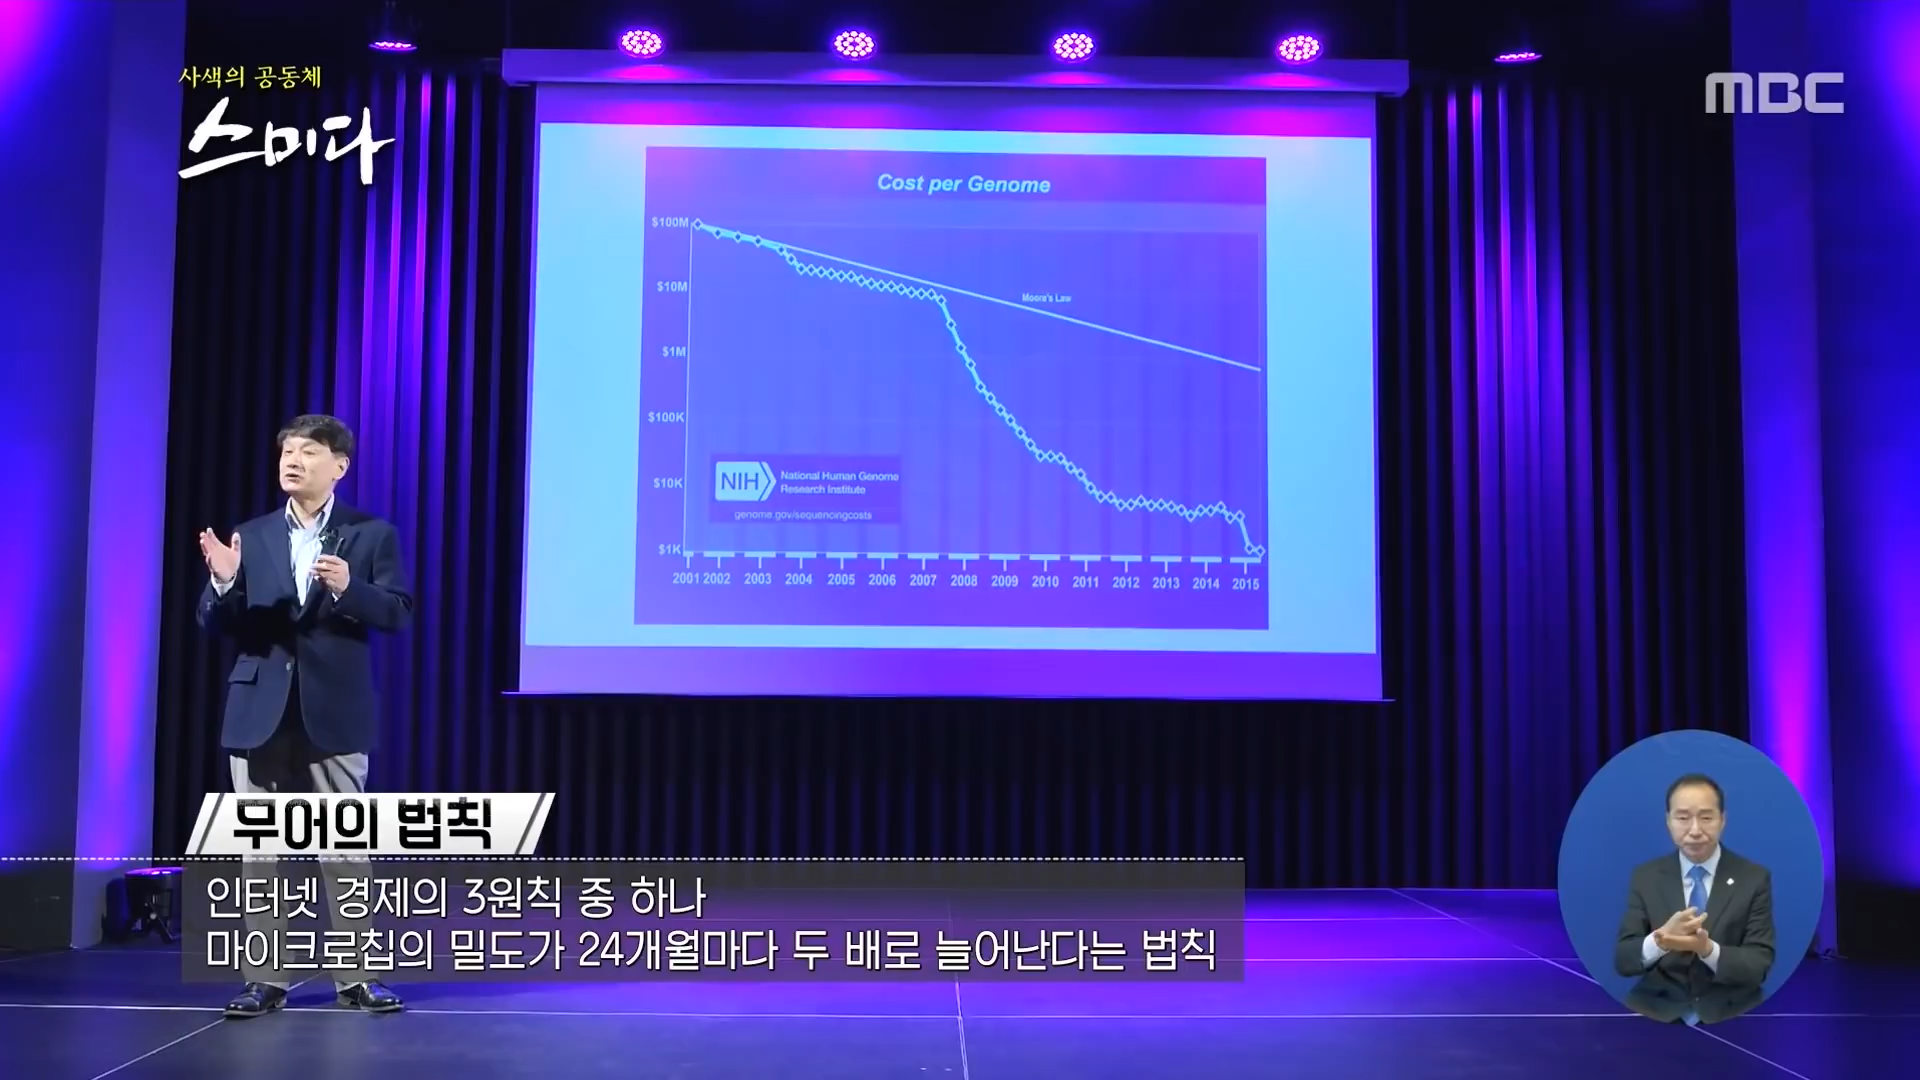 사색의 공동체
스미다
MBC
Cost per Genome
$100M
$10M
$1M
$100K
$10K
$1K
Moore's Law
NIH
National Human Genome
Research Institute
genome.gov/sequencingcosts
2001 2002 2003 2004 2005 2006 2007 2008 2009 2010 2011 2012 2013 2014 2015
무어의 법칙
인터넷 경제의 3원칙 중 하나
마이크로칩의 밀도가 24개월마다 두 배로 늘어난다는 법칙